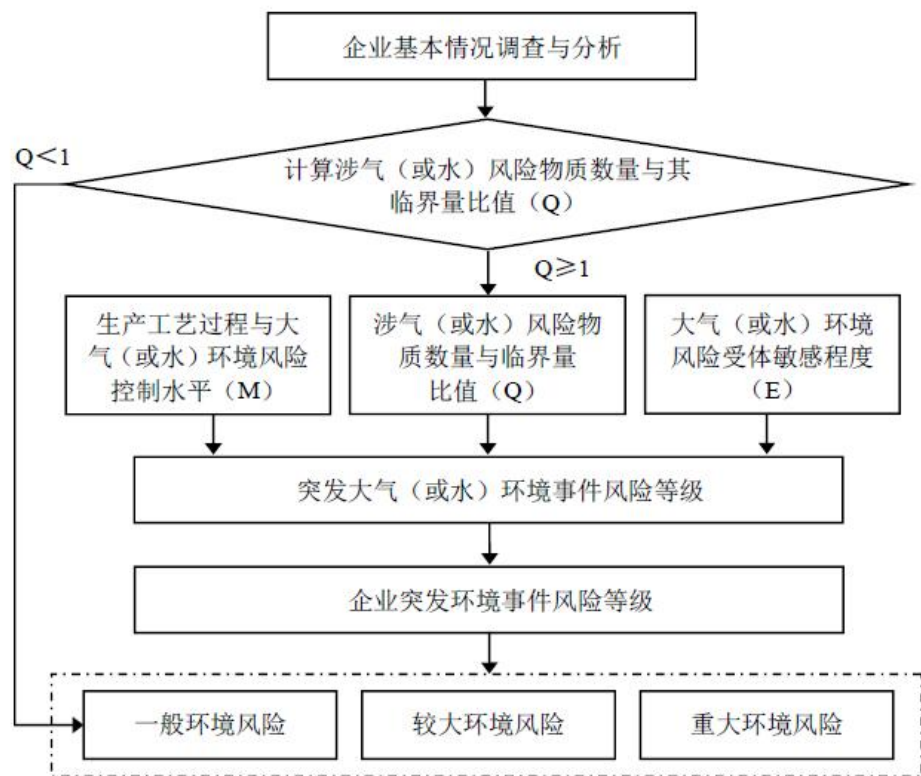 企业基本情况调查与分析
Q＜1
计算涉气（或水）风险物质数量与其
临界量比值（Q）
Q≥1
生产工艺过程与大
气（或水）环境风险
控制水平（M）
涉气（或水）风险物
质数量与临界量
比值（Q）
大气（或水）环境
风险受体敏感程度
（E）
突发大气（或水）环境事件风险等级
企业突发环境事件风险等级
一般环境风险
较大环境风险
重大环境风险